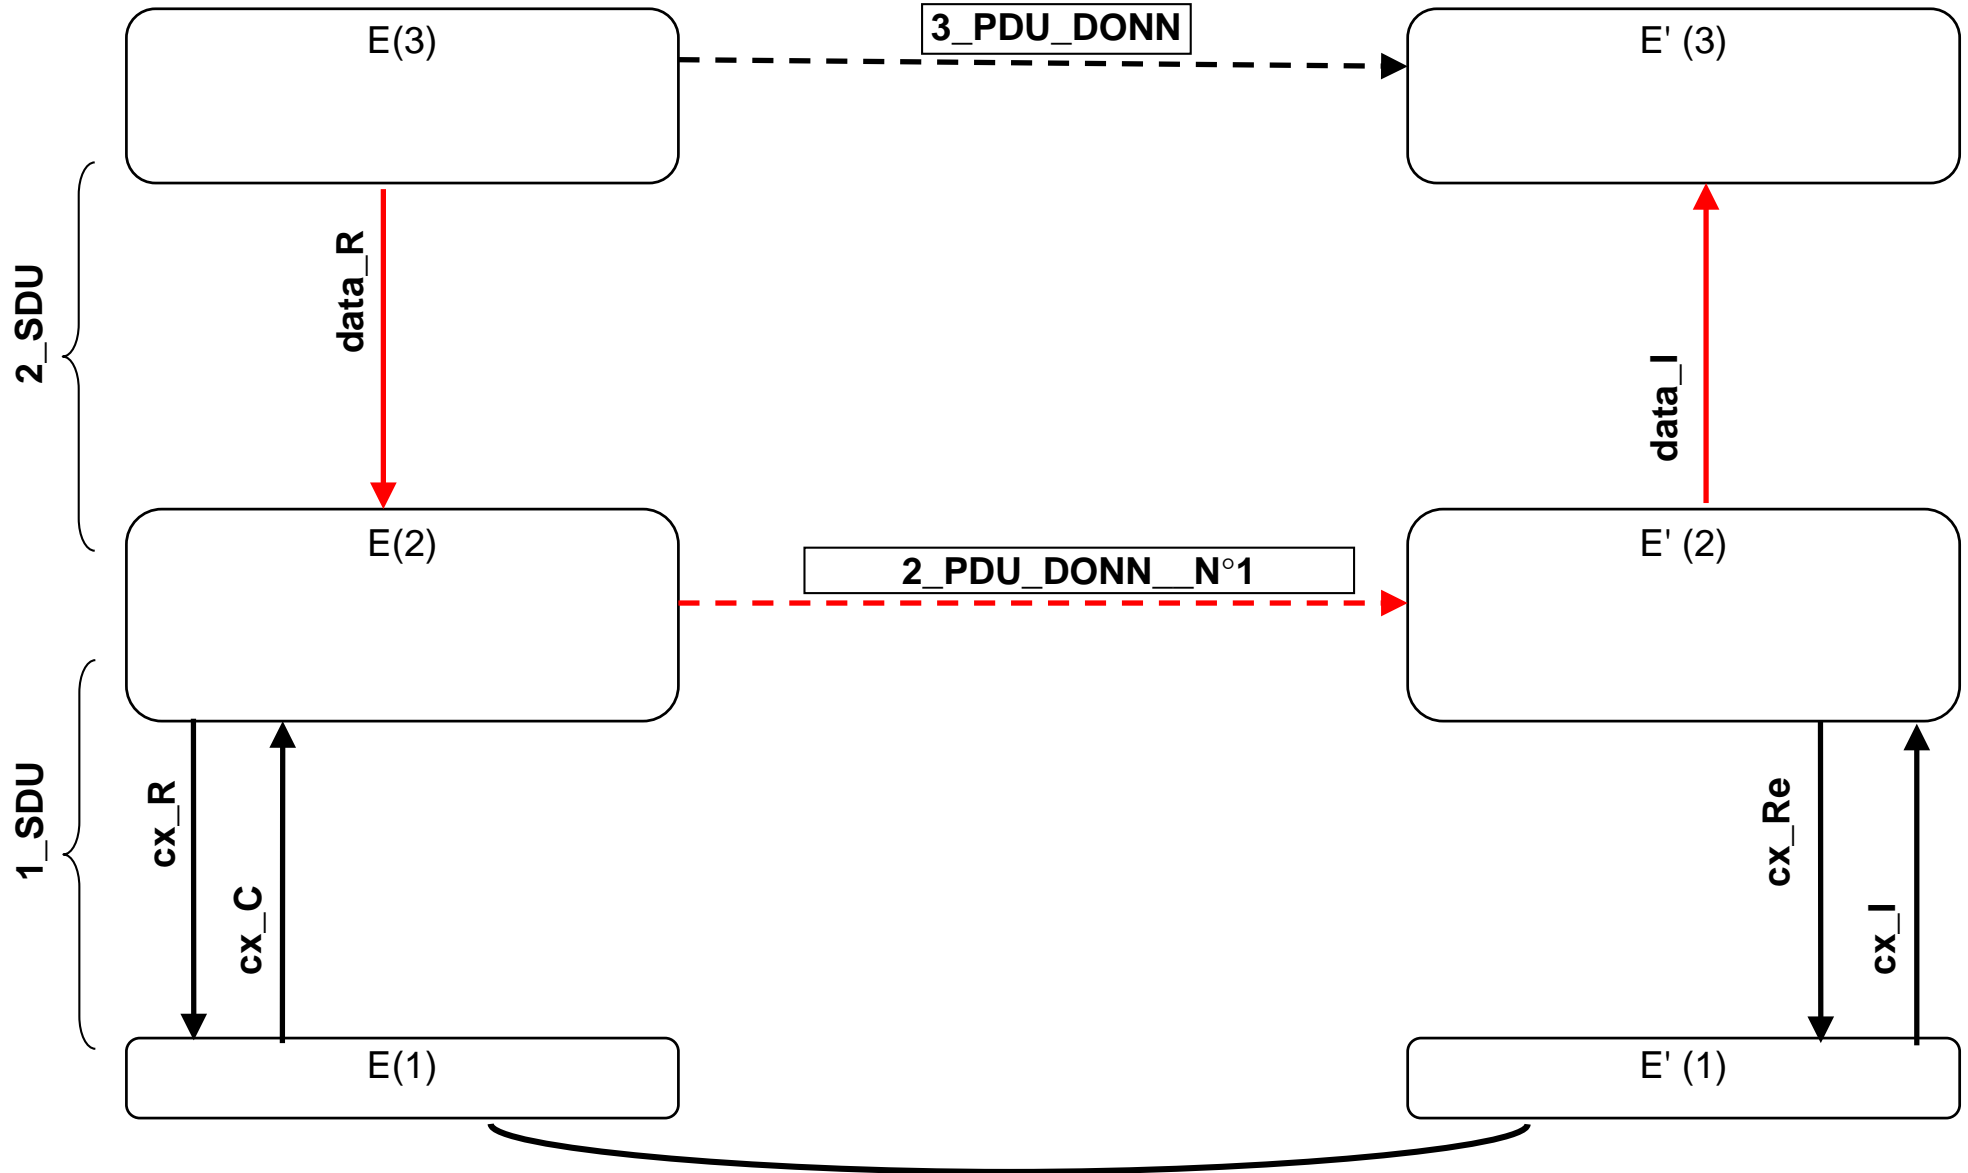 E(3)
3_PDU_DONN
E' (3)
2_SDU
data_R
data_I
E(2)
2_PDU_DONN__N°1
E' (2)
1_SDU
cx_R
cx_C
cx_Re
cx_I
E(1)
E' (1)